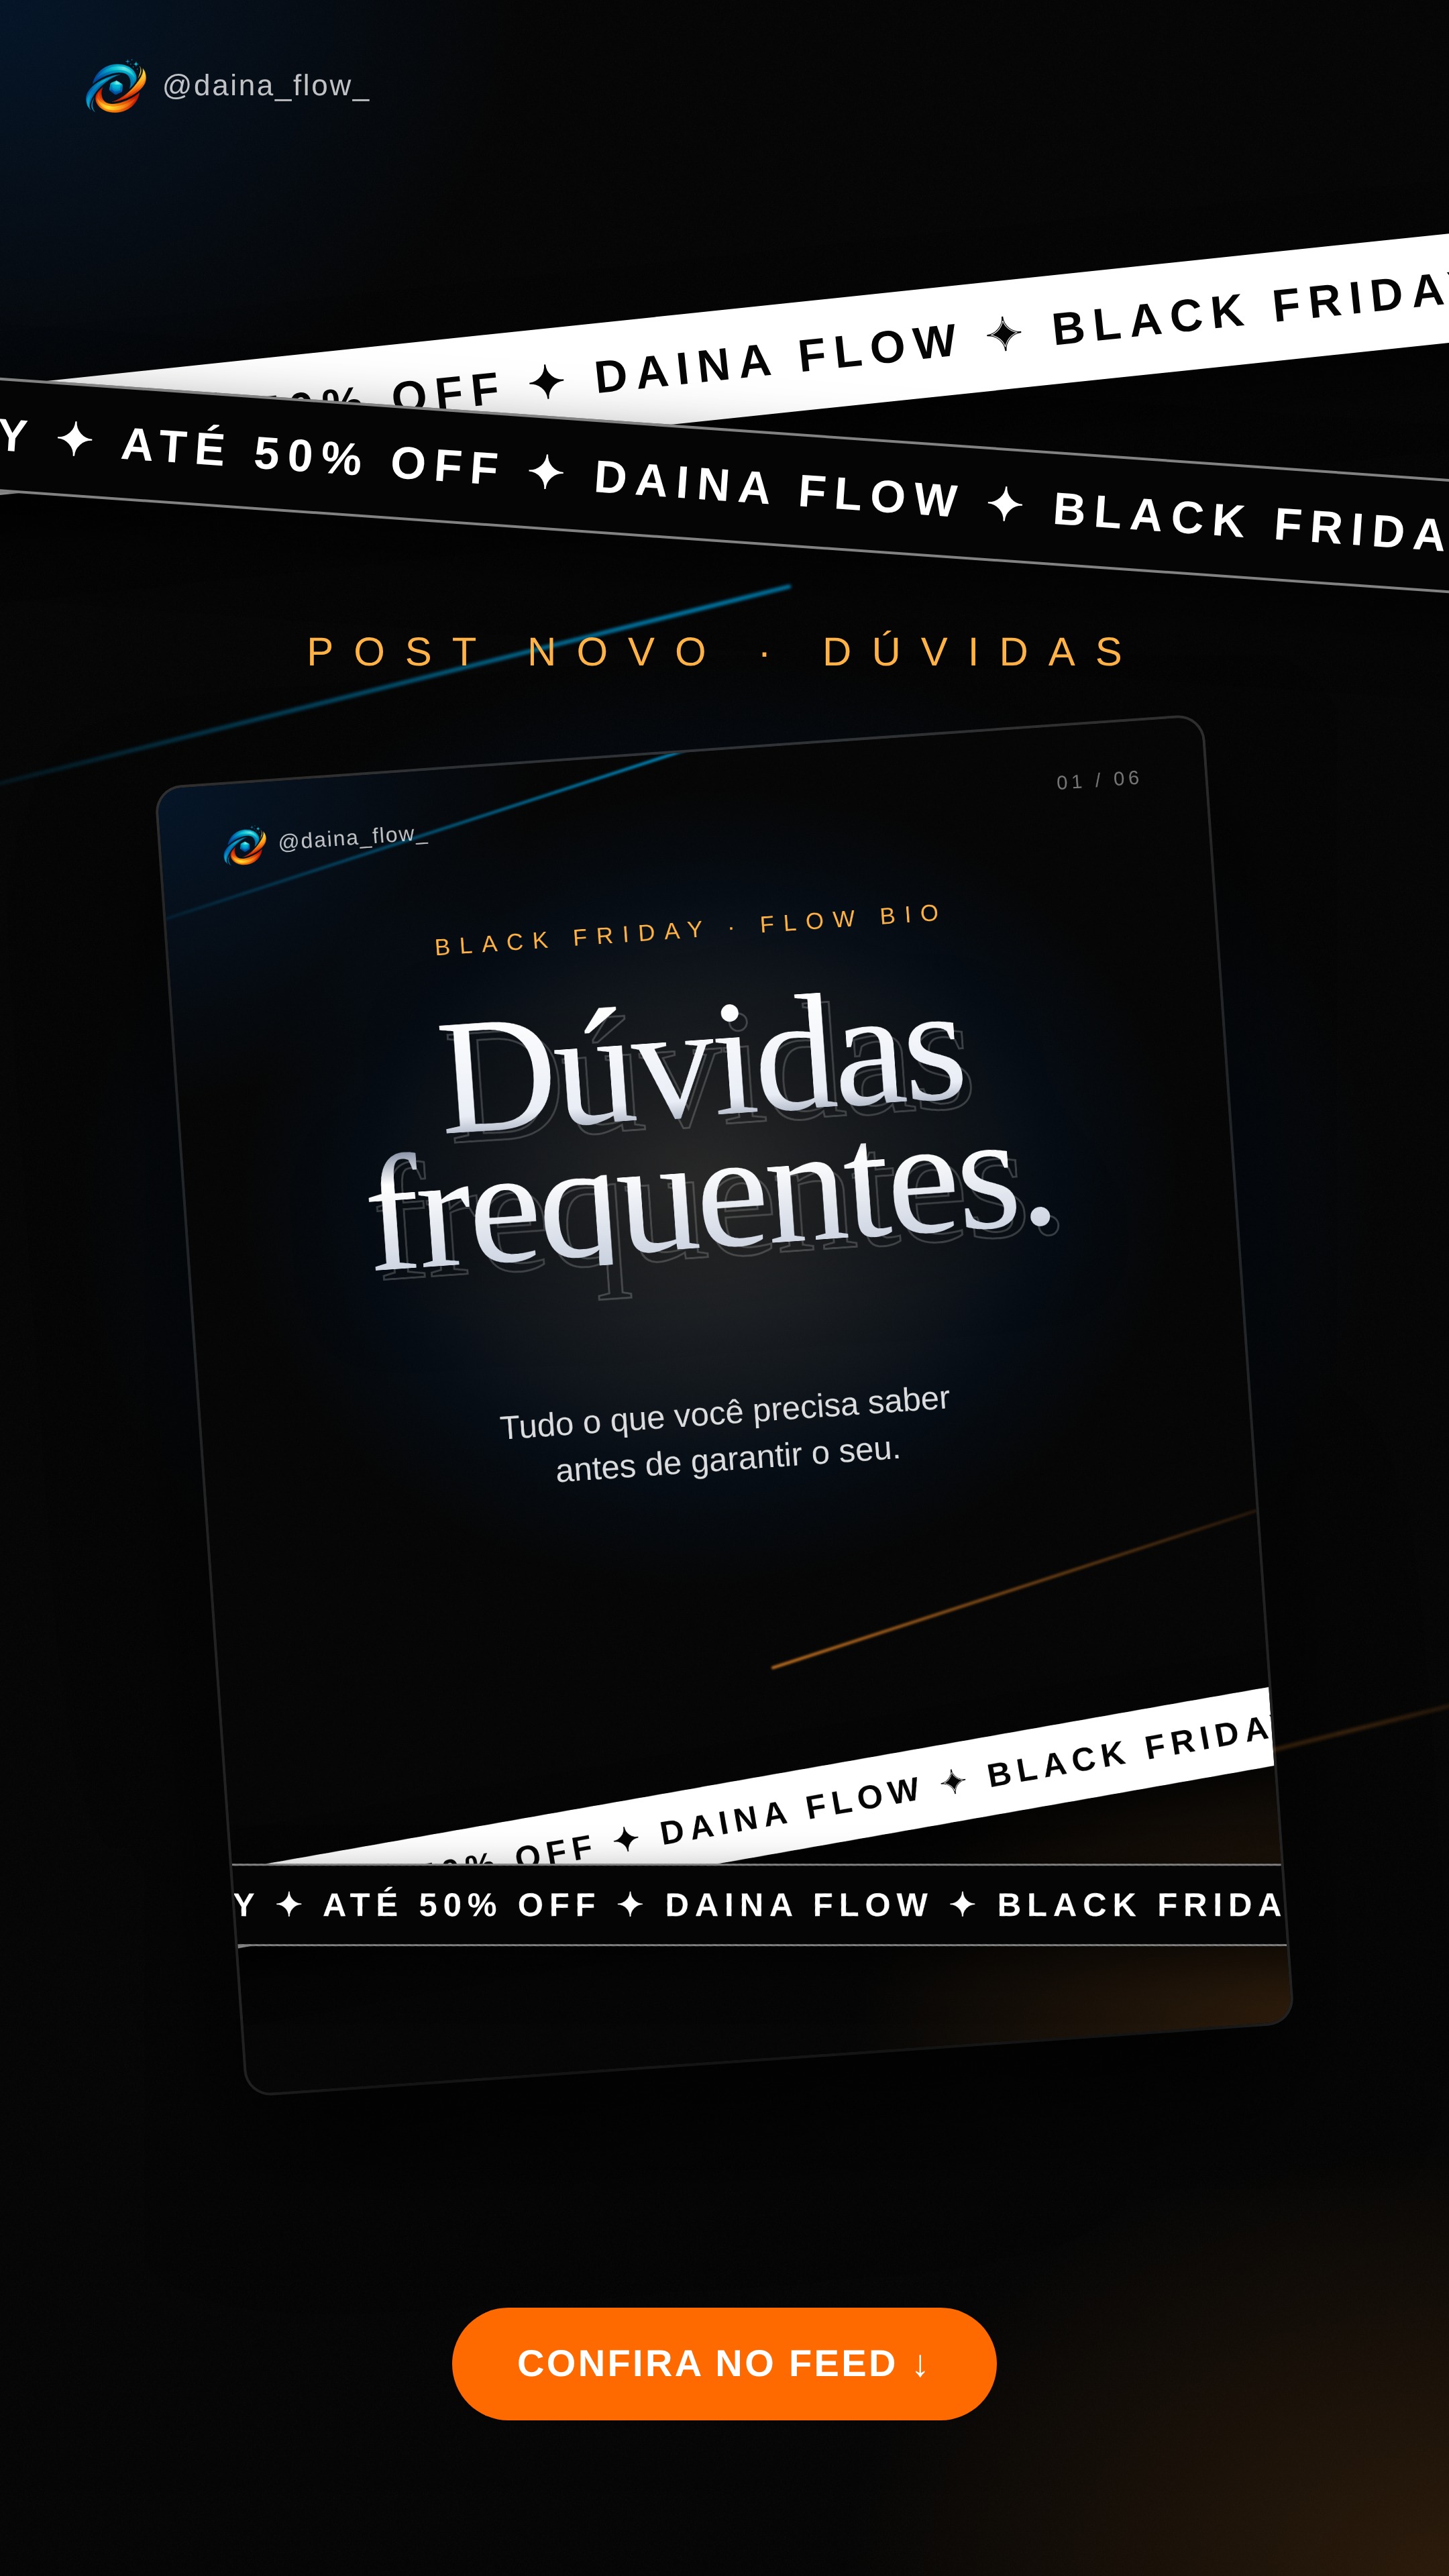 @daina_flow_
OFF ✦ DAINA FLOW ✦ BLACK FRIDAY
Y ✦ ATÉ 50% OFF ✦ DAINA FLOW ✦ BLACK FRIDA
POST NOVO · DÚVIDAS
01 / 06
@daina_flow_
BLACK FRIDAY · FLOW BIO
Dúvidas
frequentes.
Tudo o que você precisa saber
antes de garantir o seu.
OFF ✦ DAINA FLOW ✦ BLACK FRIDAY
Y ✦ ATÉ 50% OFF ✦ DAINA FLOW ✦ BLACK FRIDA
CONFIRA NO FEED ↓